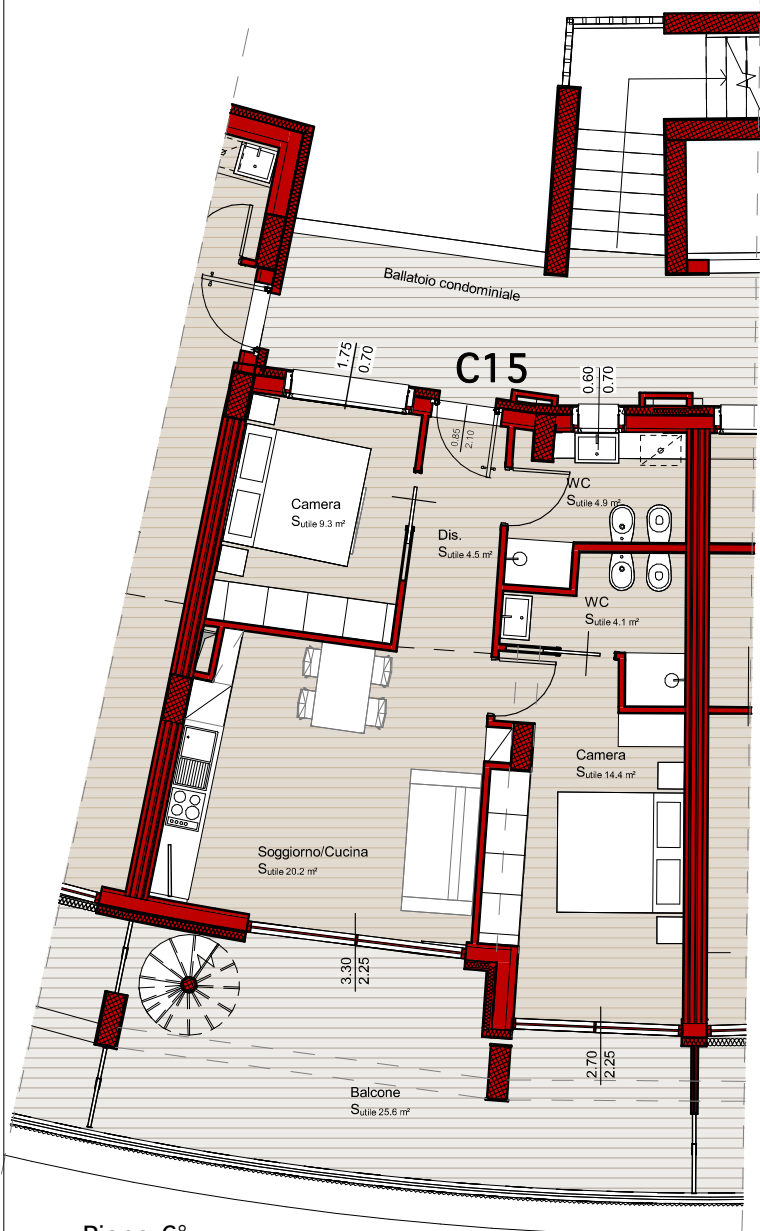 Ballatoio condominiale
1.75
0.70
C15
0.60
0.70
0.85
2.10
Camera
Sutile 9.3 m²
WC
Sutile 4.9 m²
Dis.
Sutile 4.5 m²
WC
Sutile 4.1 m²
Camera
Sutile 14.4 m²
Soggiorno/Cucina
Sutile 20.2 m²
3.30
2.25
2.70
2.25
Balcone
Sutile 25.6 m²
Piano 6°